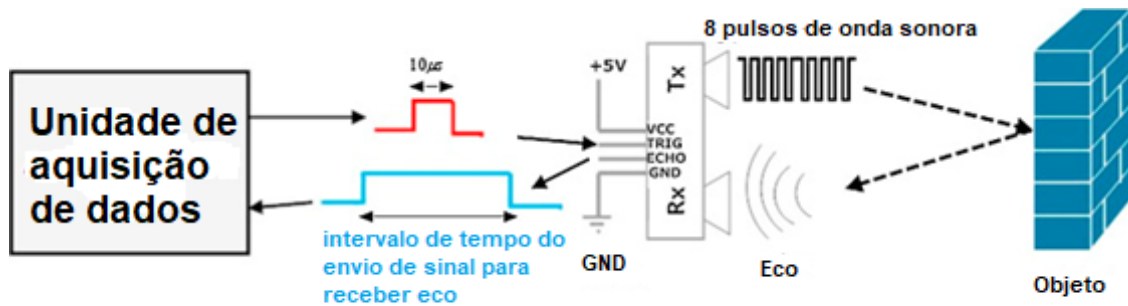 8 pulsos de onda sonora
10μs
+5V
Tx
Unidade de
aquisição
de dados
VCC
TRIG
ECHO
GND
Rx
intervalo de tempo do
envio de sinal para
receber eco
GND
Eco
Objeto